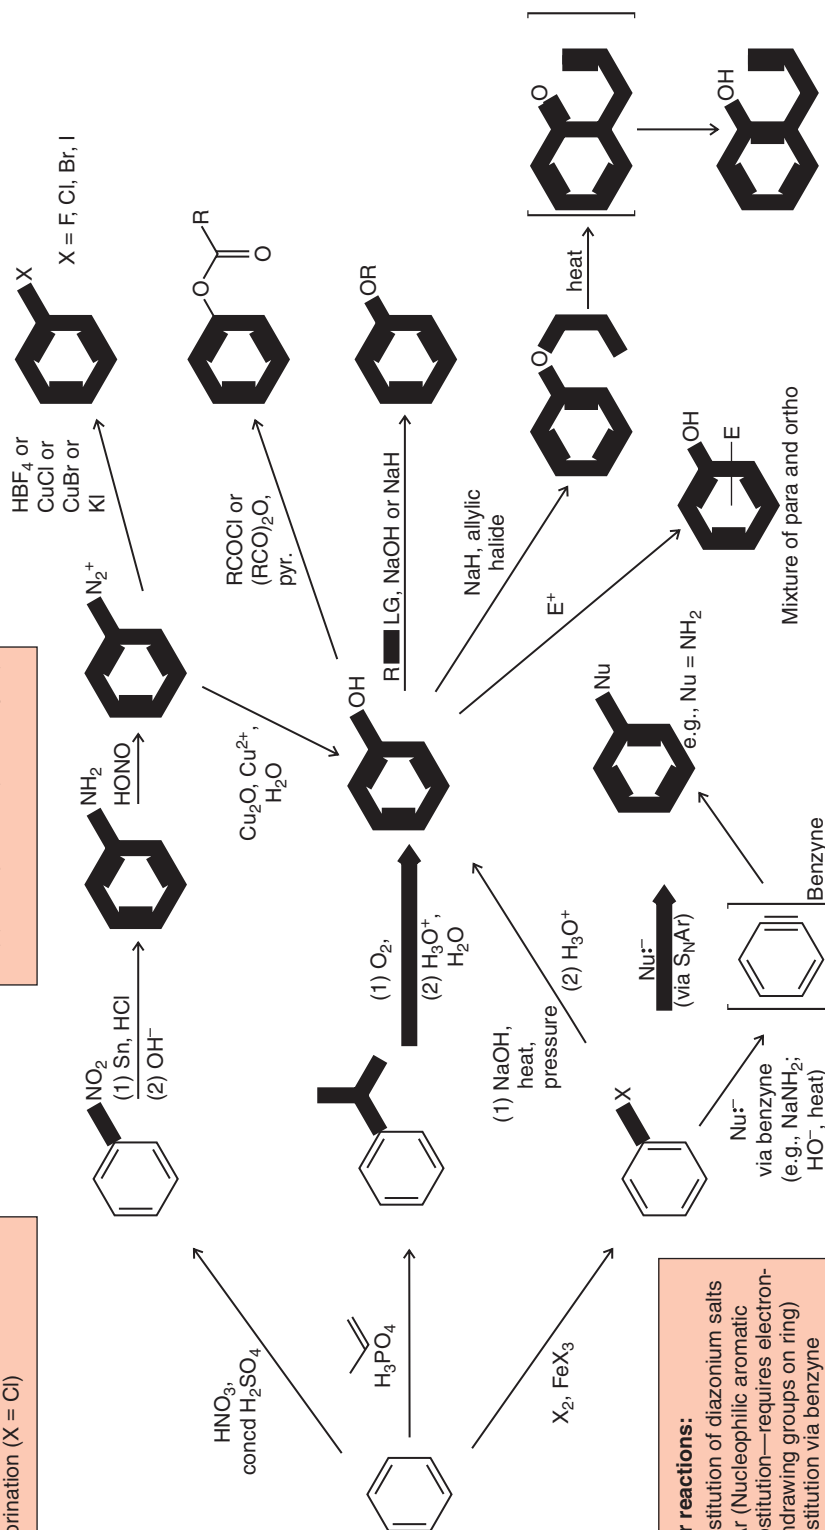 orination (X = Cl)
HNO3,
concd H2SO4
H3PO4
X2, FeX3
NO2
(1) Sn, HCl
(2) OH−
NH2
HONO
N2+
HBF4 or
CuCl or
CuBr or
KI
X
X = F, Cl, Br, I
Cu2O, Cu2+,
H2O
(1) O2,
(2) H3O+,
H2O
OH
RCOCl or
(RCO)2O,
pyr.
O
R
O
R LG, NaOH or NaH
OR
NaH, allylic
halide
O
heat
O
OH
E+
OH
E
Mixture of para and ortho
(1) NaOH,
heat,
pressure
(2) H3O+
X
Nu:−
(via SNAr)
Nu
e.g., Nu = NH2
Nu:−
via benzyne
(e.g., NaNH2;
HO−, heat)
Benzyne
r reactions:
stitution of diazonium salts
r (Nucleophilic aromatic
stitution—requires electron-
hdrawing groups on ring)
stitution via benzyne